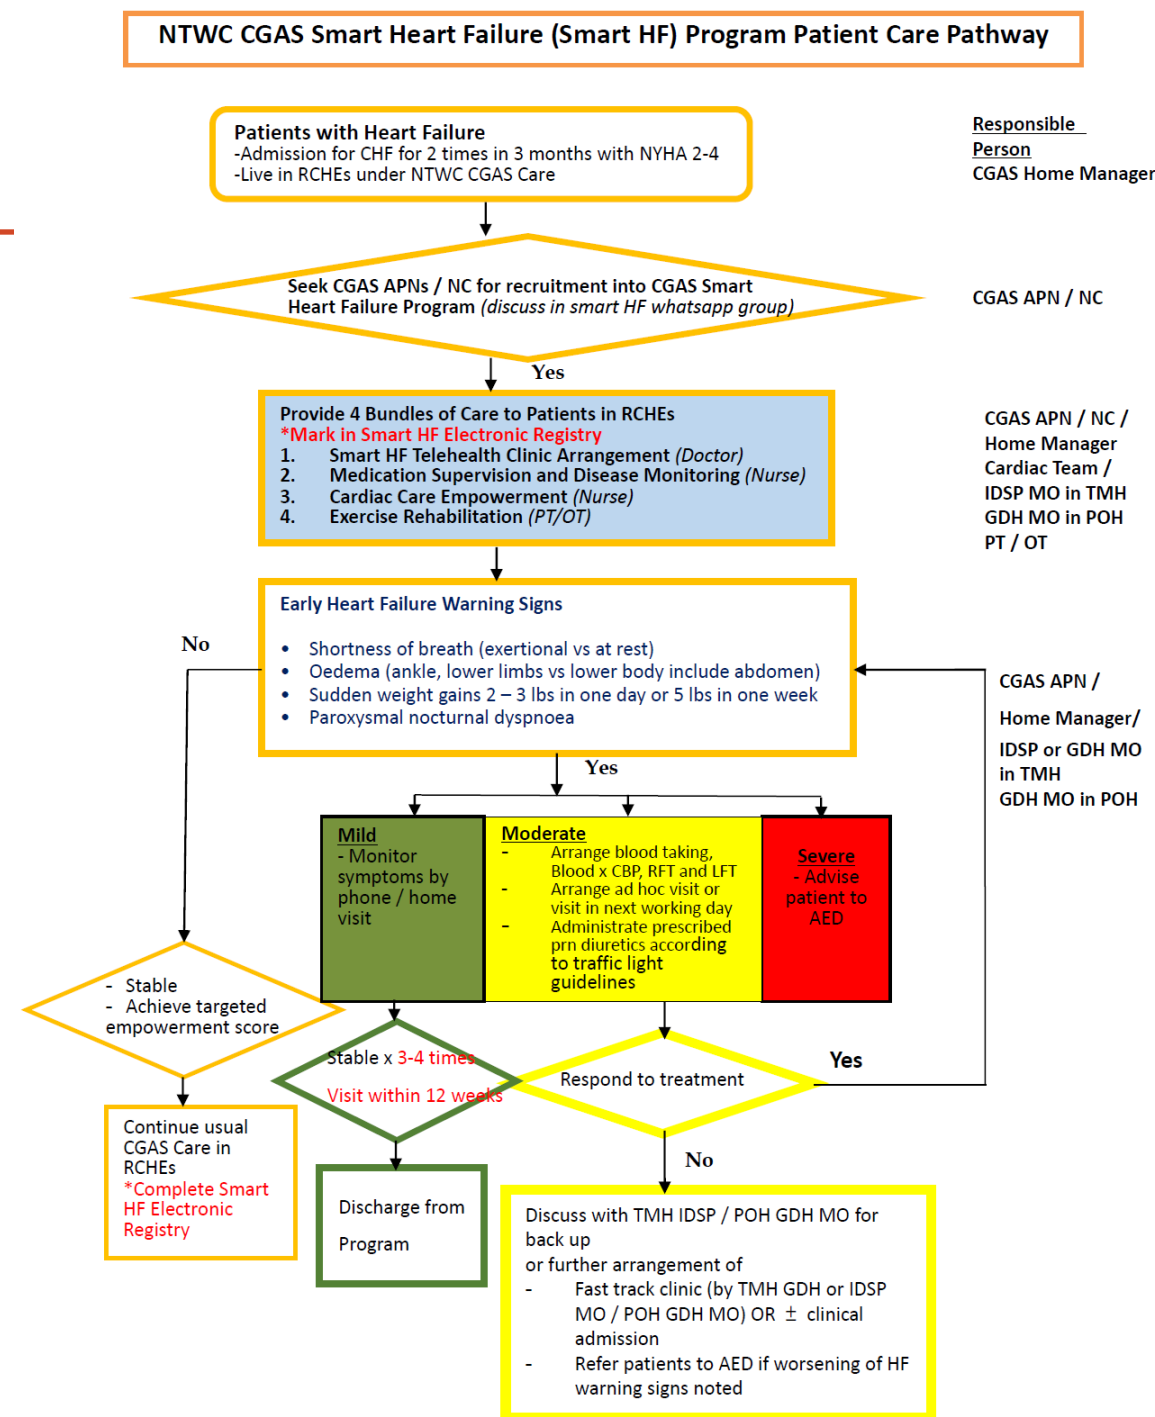 NTWC CGAS Smart Heart Failure (Smart HF) Program Patient Care Pathway
Patients with Heart Failure
-Admission for CHF for 2 times in 3 months with NYHA 2-4
-Live in RCHEs under NTWC CGAS Care
Responsible
Person
CGAS Home Manager
Seek CGAS APNs / NC for recruitment into CGAS Smart
Heart Failure Program (discuss in smart HF whatsapp group)
CGAS APN / NC
Yes
Provide 4 Bundles of Care to Patients in RCHEs
*Mark in Smart HF Electronic Registry
1. Smart HF Telehealth Clinic Arrangement (Doctor)
2. Medication Supervision and Disease Monitoring (Nurse)
3. Cardiac Care Empowerment (Nurse)
4. Exercise Rehabilitation (PT/OT)
CGAS APN / NC /
Home Manager
Cardiac Team /
IDSP MO in TMH
GDH MO in POH
PT / OT
Early Heart Failure Warning Signs
• Shortness of breath (exertional vs at rest)
• Oedema (ankle, lower limbs vs lower body include abdomen)
• Sudden weight gains 2 – 3 lbs in one day or 5 lbs in one week
• Paroxysmal nocturnal dyspnoea
No
CGAS APN /
Home Manager/
IDSP or GDH MO
in TMH
GDH MO in POH
Yes
Mild
- Monitor
symptoms by
phone / home
visit
Moderate
- Arrange blood taking,
Blood x CBP, RFT and LFT
- Arrange ad hoc visit or
visit in next working day
- Administrate prescribed
prn diuretics according
to traffic light
guidelines
Severe
- Advise
patient to
AED
- Stable
- Achieve targeted
empowerment score
Stable x 3-4 times
Visit within 12 weeks
Respond to treatment
Yes
No
Continue usual
CGAS Care in
RCHEs
*Complete Smart
HF Electronic
Registry
Discharge from
Program
Discuss with TMH IDSP / POH GDH MO for
back up
or further arrangement of
- Fast track clinic (by TMH GDH or IDSP
MO / POH GDH MO) OR ± clinical
admission
- Refer patients to AED if worsening of HF
warning signs noted